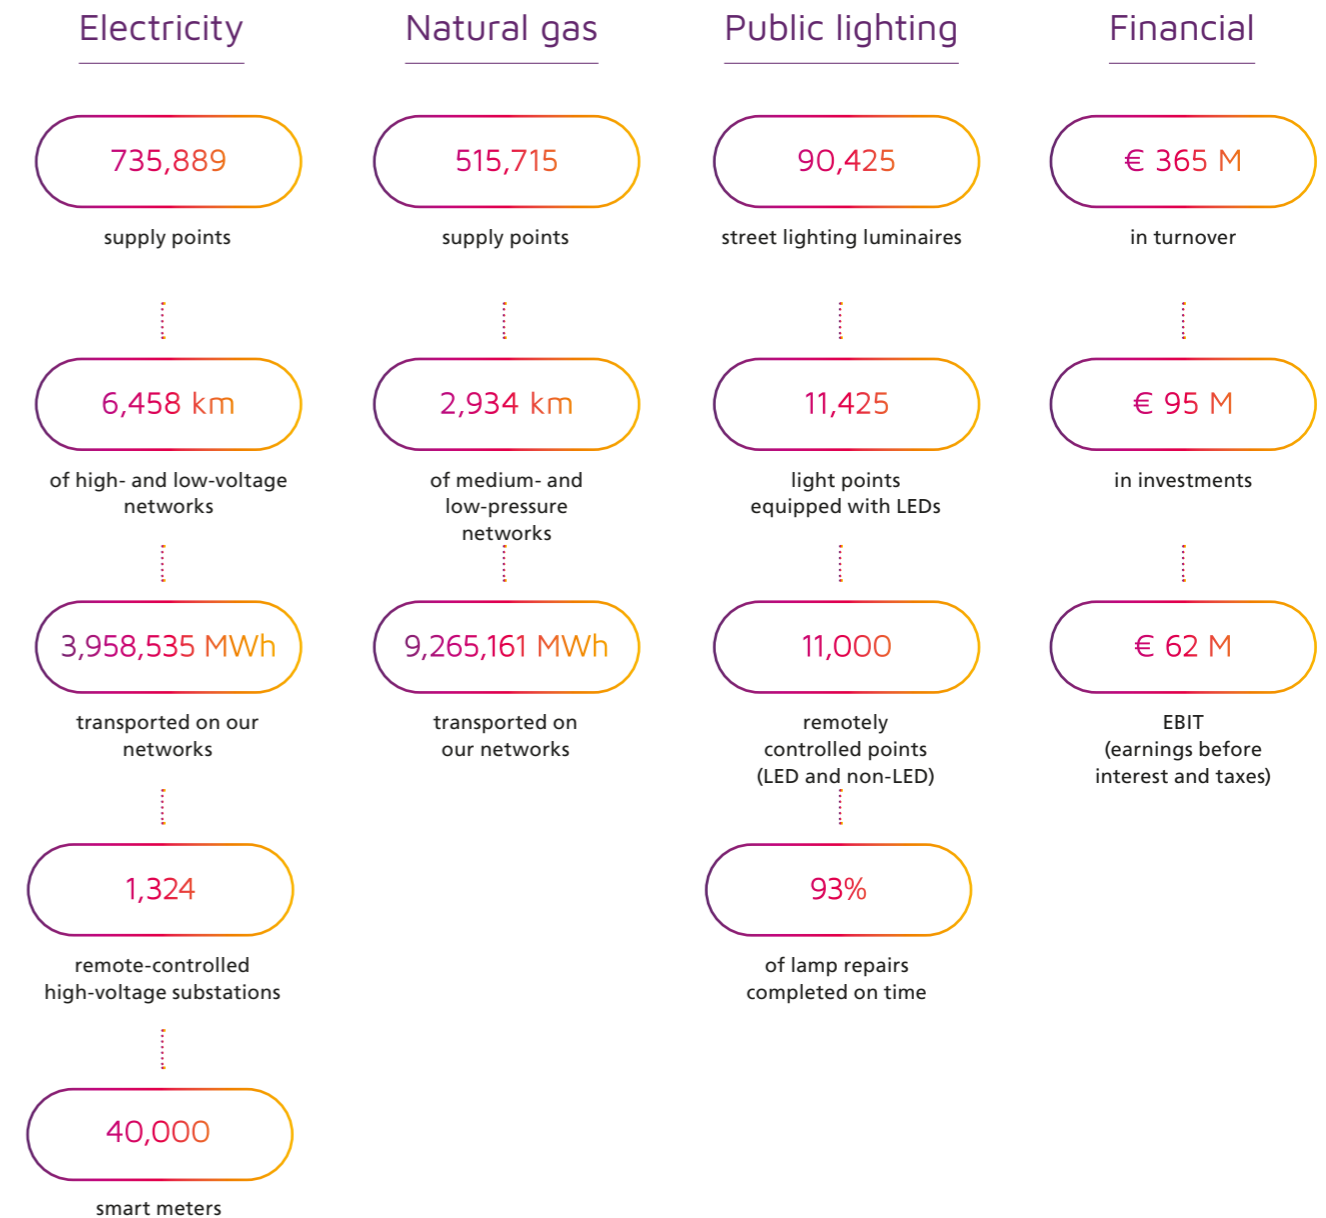 Electricity
735,889
supply points
6,458 km
of high- and low-voltage
networks
3,958,535 MWh
transported on our
networks
1,324
remote-controlled
high-voltage substations
40,000
smart meters
Natural gas
515,715
supply points
2,934 km
of medium- and
low-pressure
networks
9,265,161 MWh
transported on
our networks
Public lighting
90,425
street lighting luminaires
11,425
light points
equipped with LEDs
11,000
remotely
controlled points
(LED and non-LED)
93%
of lamp repairs
completed on time
Financial
€ 365 M
in turnover
€ 95 M
in investments
€ 62 M
EBIT
(earnings before
interest and taxes)